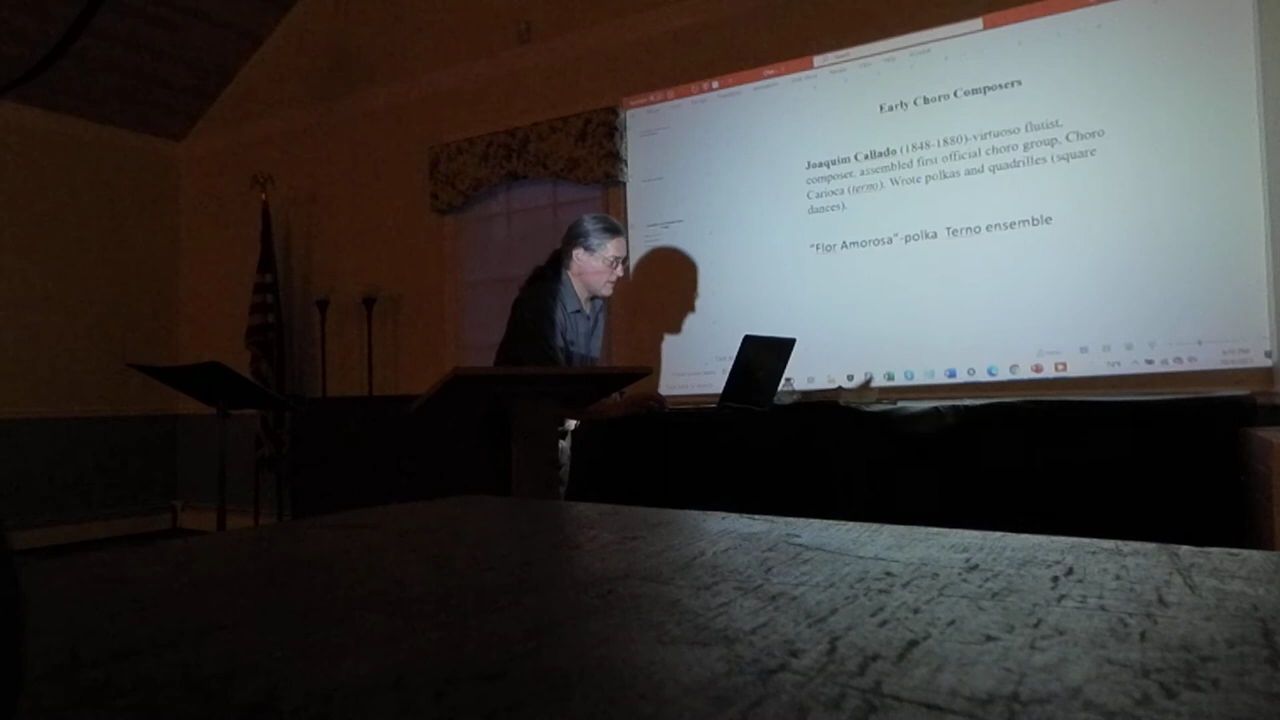 Early Choro Composers
Joaquim Callado (1848-1880)-virtuoso flutist,
composer, assembled first official choro group, Choro
Carioca (terno). Wrote polkas and quadrilles (square
dances).
"Flor Amorosa"-polka Terno ensemble